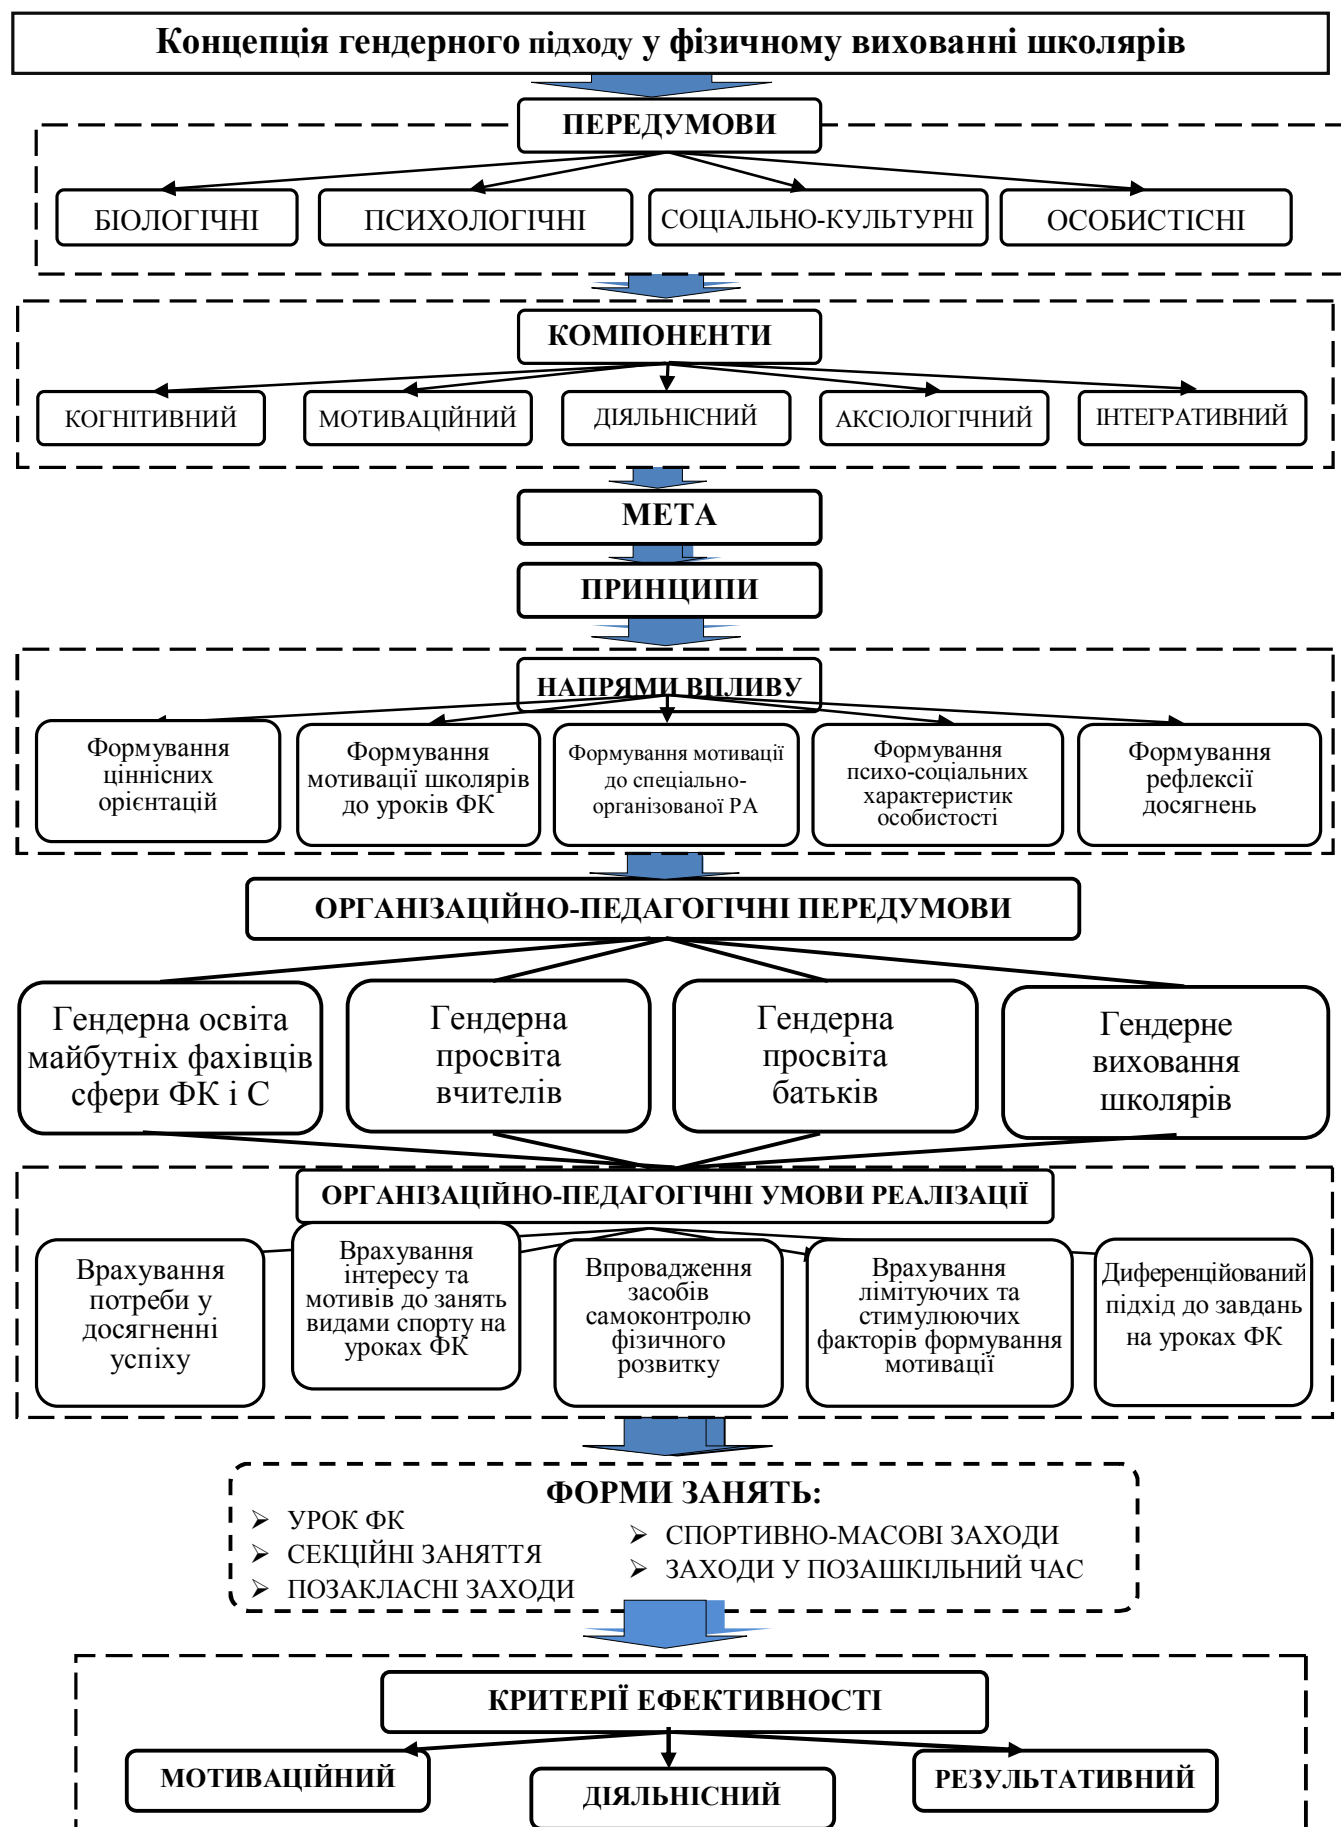 Концепція гендерного підходу у фізичному вихованні школярів
ПЕРЕДУМОВИ
БІОЛОГІЧНІ
ПСИХОЛОГІЧНІ
СОЦІАЛЬНО-КУЛЬТУРНІ
ОСОБИСТІСНІ
КОМПОНЕНТИ
КОГНІТИВНИЙ
МОТИВАЦІЙНИЙ
ДІЯЛЬНІСНИЙ
АКСІОЛОГІЧНИЙ
ІНТЕГРАТИВНИЙ
МЕТА
ПРИНЦИПИ
НАПРЯМИ ВПЛИВУ
Формування
ціннісних
орієнтацій
Формування
мотивації школярів
до уроків ФК
Формування мотивації
до спеціально-
організованої РА
Формування
психо-соціальних
характеристик
особистості
Формування
рефлексії
досягнень
ОРГАНІЗАЦІЙНО-ПЕДАГОГІЧНІ ПЕРЕДУМОВИ
Гендерна освіта
майбутніх фахівців
сфери ФК і С
Гендерна
просвіта
вчителів
Гендерна
просвіта
батьків
Гендерне
виховання
школярів
ОРГАНІЗАЦІЙНО-ПЕДАГОГІЧНІ УМОВИ РЕАЛІЗАЦІЇ
Врахування
потреби у
досягненні
успіху
Врахування
інтересу та
мотивів до занять
видами спорту на
уроках ФК
Впровадження
засобів
самоконтролю
фізичного
розвитку
Врахування
лімітуючих та
стимулюючих
факторів формування
мотивації
Диференційований
підхід до завдань
на уроках ФК
ФОРМИ ЗАНЯТЬ:
➢ УРОК ФК
➢ СЕКЦІЙНІ ЗАНЯТТЯ
➢ ПОЗАКЛАСНІ ЗАХОДИ
➢ СПОРТИВНО-МАСОВІ ЗАХОДИ
➢ ЗАХОДИ У ПОЗАШКІЛЬНИЙ ЧАС
КРИТЕРІЇ ЕФЕКТИВНОСТІ
МОТИВАЦІЙНИЙ
ДІЯЛЬНІСНИЙ
РЕЗУЛЬТАТИВНИЙ